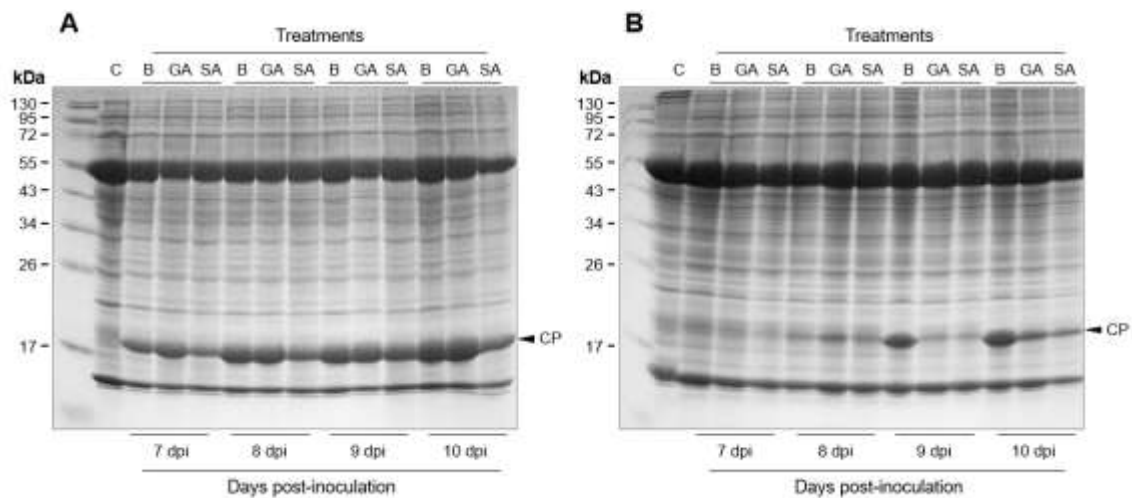 A
Treatments
C B GA SA B GA SA B GA SA B GA SA
kDa
130
95
72
55
43
34
26
17
CP
7 dpi 8 dpi 9 dpi 10 dpi
Days post-inoculation
B
Treatments
C B GA SA B GA SA B GA SA B GA SA
kDa
130
95
72
55
43
34
26
17
CP
7 dpi 8 dpi 9 dpi 10 dpi
Days post-inoculation